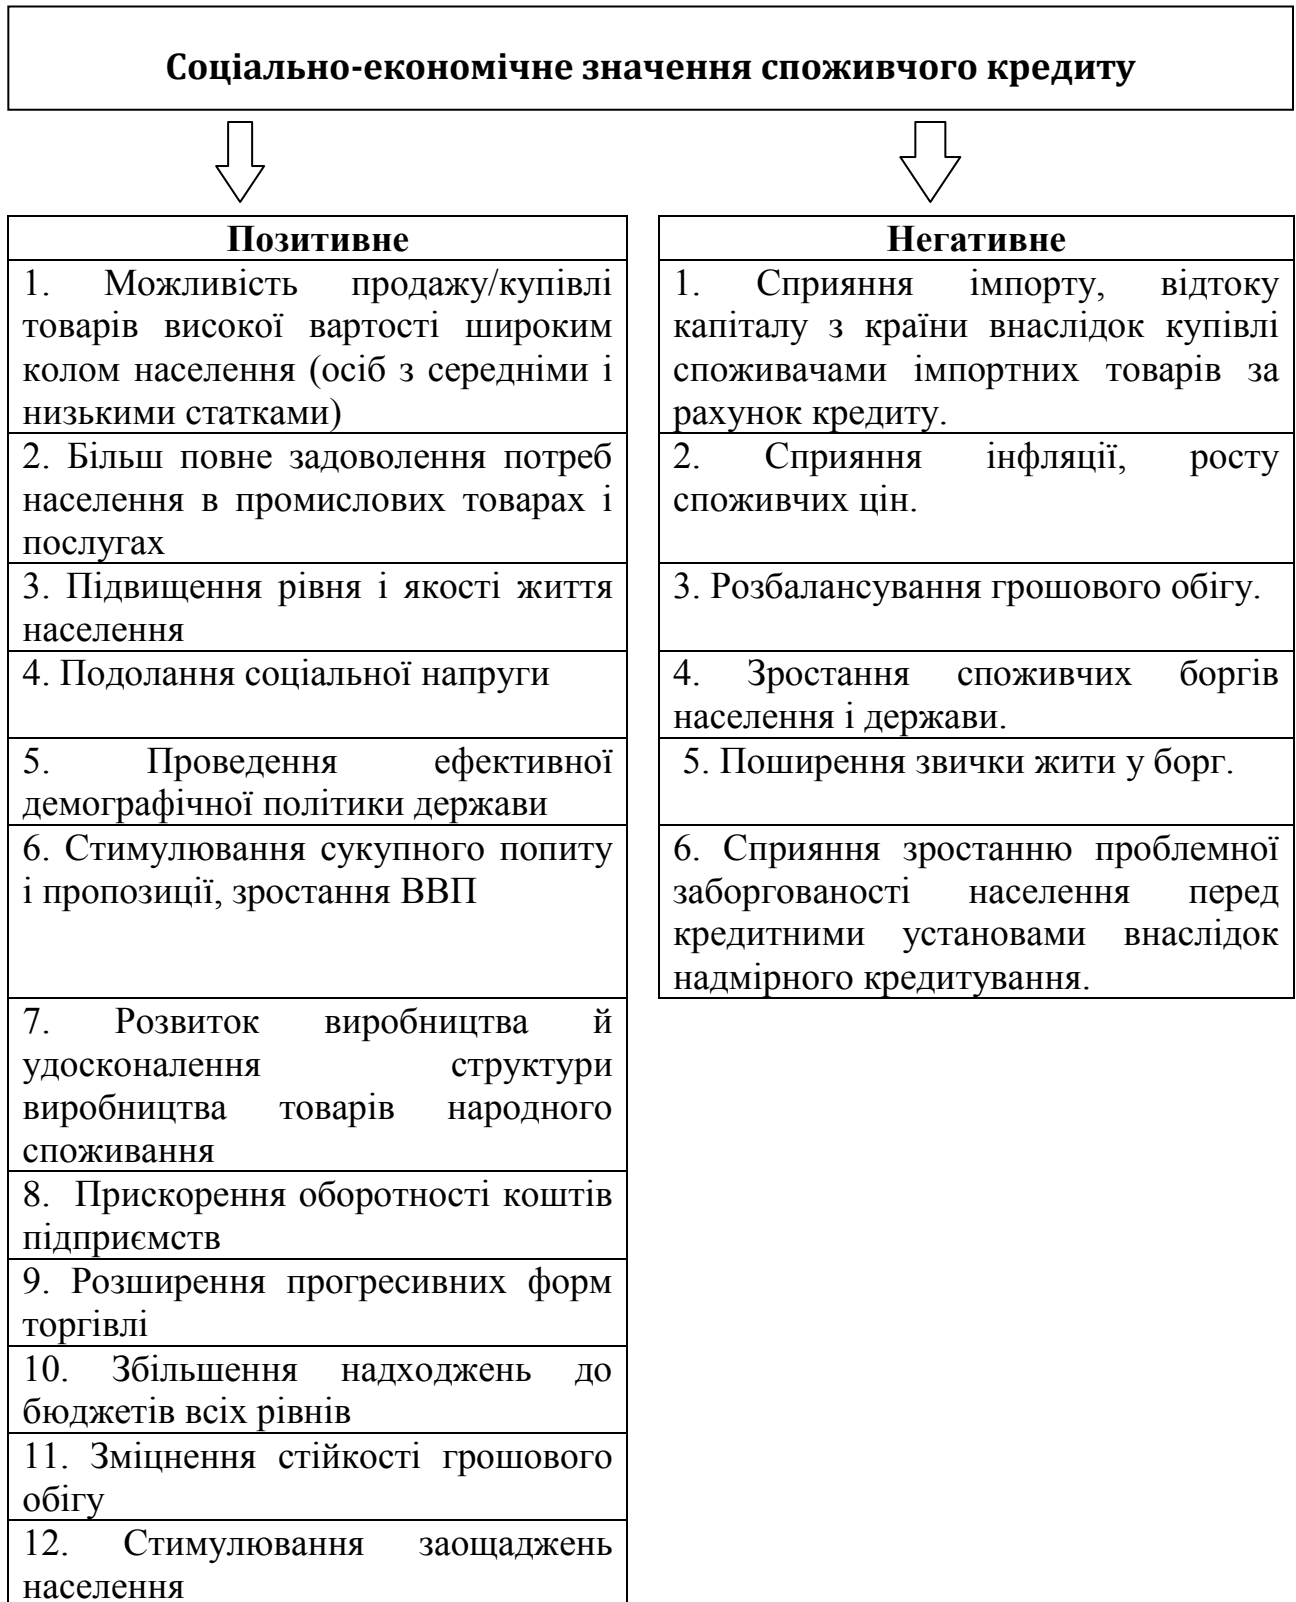 Соціально-економічне значення споживчого кредиту
Позитивне
1. Можливість продажу/купівлі
товарів високої вартості широким
колом населення (осіб з середніми і
низькими статками)
2. Більш повне задоволення потреб
населення в промислових товарах і
послугах
3. Підвищення рівня і якості життя
населення
4. Подолання соціальної напруги
5. Проведення ефективної
демографічної політики держави
6. Стимулювання сукупного попиту
і пропозиції, зростання ВВП
7. Розвиток виробництва й
удосконалення структури
виробництва товарів народного
споживання
8. Прискорення оборотності коштів
підприємств
9. Розширення прогресивних форм
торгівлі
10. Збільшення надходжень до
бюджетів всіх рівнів
11. Зміцнення стійкості грошового
обігу
12. Стимулювання заощаджень
населення
Негативне
1. Сприяння імпорту, відтоку
капіталу з країни внаслідок купівлі
споживачами імпортних товарів за
рахунок кредиту.
2. Сприяння інфляції, росту
споживчих цін.
3. Розбалансування грошового обігу.
4. Зростання споживчих боргів
населення і держави.
5. Поширення звички жити у борг.
6. Сприяння зростанню проблемної
заборгованості населення перед
кредитними установами внаслідок
надмірного кредитування.